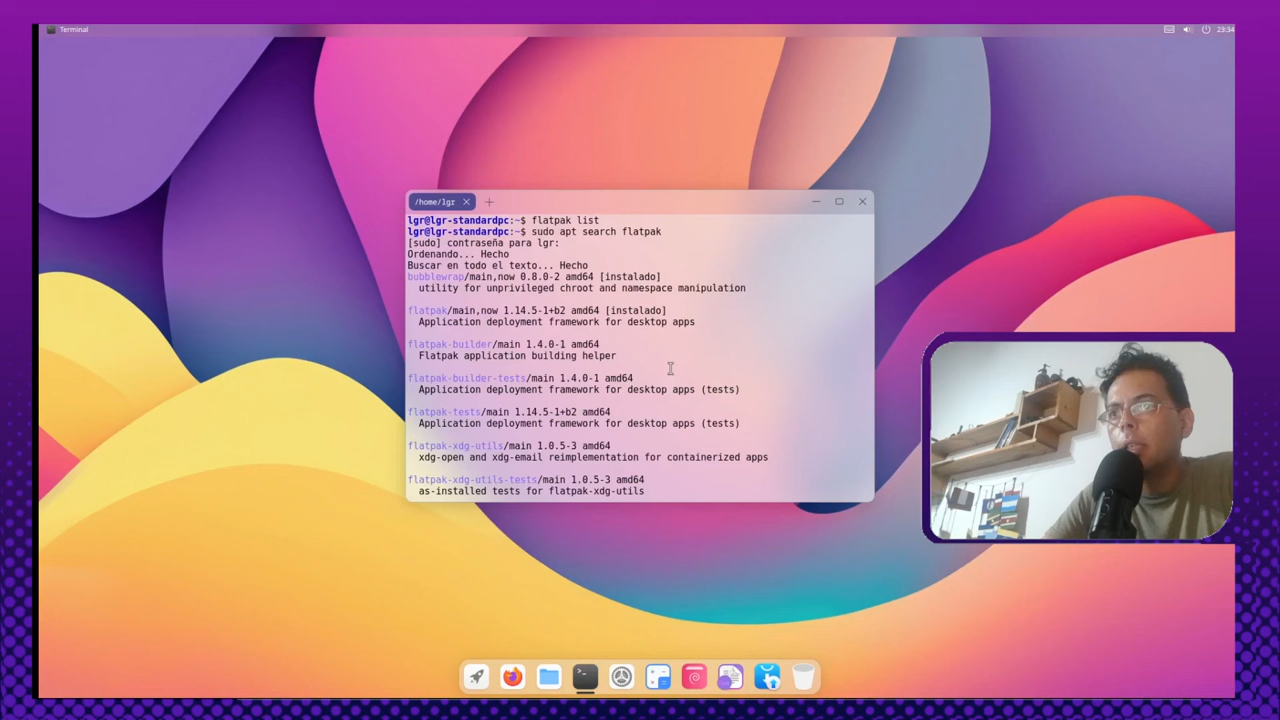 Terminal
23:34
/home/lgr
lgr@lgr-standardpc:~$ flatpak list
lgr@lgr-standardpc:~$ sudo apt search flatpak
[sudo] contraseña para lgr:
Ordenando... Hecho
Buscar en todo el texto... Hecho
bubblewrap/main,now 0.8.0-2 amd64 [instalado]
utility for unprivileged chroot and namespace manipulation
flatpak/main,now 1.14.5-1+b2 amd64 [instalado]
Application deployment framework for desktop apps
flatpak-builder/main 1.4.0-1 amd64
Flatpak application building helper
flatpak-builder-tests/main 1.4.0-1 amd64
Application deployment framework for desktop apps (tests)
flatpak-tests/main 1.14.5-1+b2 amd64
Application deployment framework for desktop apps (tests)
flatpak-xdg-utils/main 1.0.5-3 amd64
xdg-open and xdg-email reimplementation for containerized apps
flatpak-xdg-utils-tests/main 1.0.5-3 amd64
as-installed tests for flatpak-xdg-utils